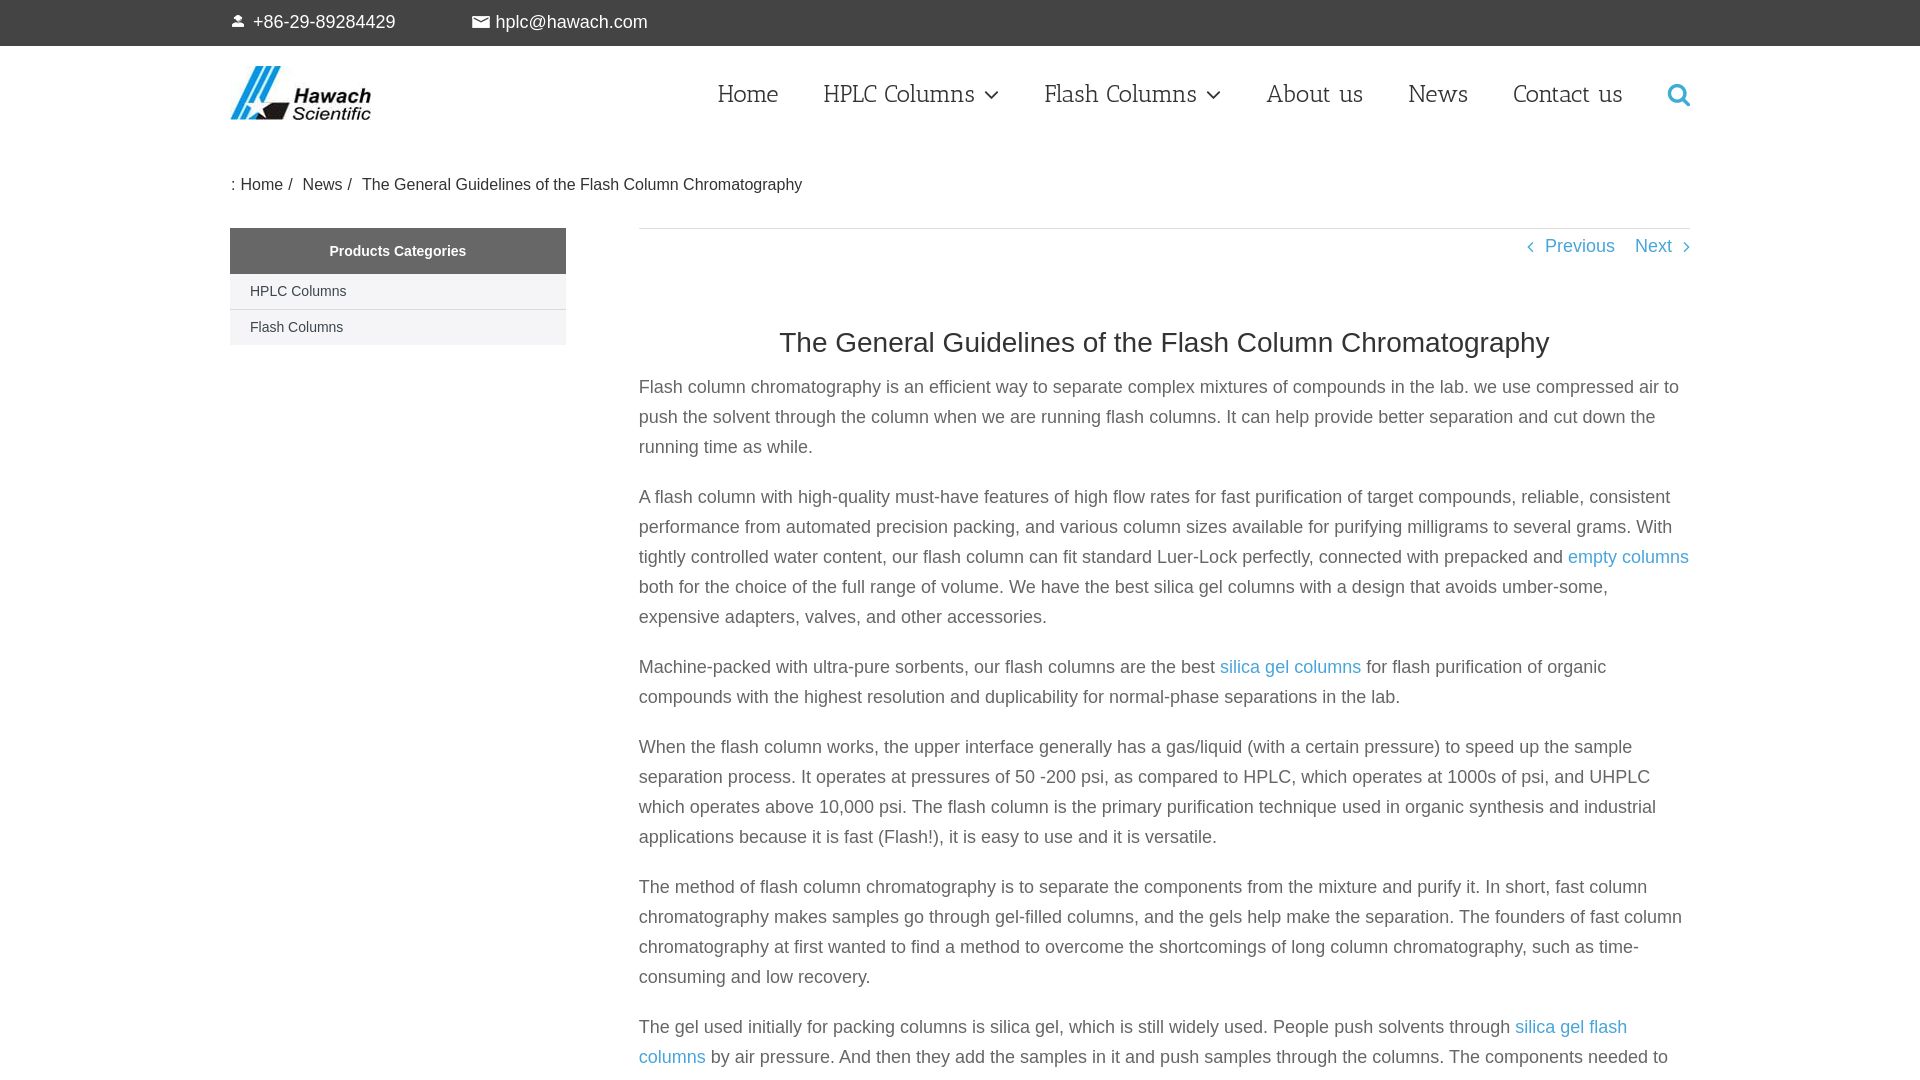 +86-29-89284429 hplc@hawach.com
Hawach
Scientific
Home HPLC Columns Flash Columns About us News Contact us
: Home / News / The General Guidelines of the Flash Column Chromatography
Products Categories
HPLC Columns
Flash Columns
Previous Next
The General Guidelines of the Flash Column Chromatography
Flash column chromatography is an efficient way to separate complex mixtures of compounds in the lab. we use compressed air to
push the solvent through the column when we are running flash columns. It can help provide better separation and cut down the
running time as while.
A flash column with high-quality must-have features of high flow rates for fast purification of target compounds, reliable, consistent
performance from automated precision packing, and various column sizes available for purifying milligrams to several grams. With
tightly controlled water content, our flash column can fit standard Luer-Lock perfectly, connected with prepacked and empty columns
both for the choice of the full range of volume. We have the best silica gel columns with a design that avoids umber-some,
expensive adapters, valves, and other accessories.
Machine-packed with ultra-pure sorbents, our flash columns are the best silica gel columns for flash purification of organic
compounds with the highest resolution and duplicability for normal-phase separations in the lab.
When the flash column works, the upper interface generally has a gas/liquid (with a certain pressure) to speed up the sample
separation process. It operates at pressures of 50 -200 psi, as compared to HPLC, which operates at 1000s of psi, and UHPLC
which operates above 10,000 psi. The flash column is the primary purification technique used in organic synthesis and industrial
applications because it is fast (Flash!), it is easy to use and it is versatile.
The method of flash column chromatography is to separate the components from the mixture and purify it. In short, fast column
chromatography makes samples go through gel-filled columns, and the gels help make the separation. The founders of fast column
chromatography at first wanted to find a method to overcome the shortcomings of long column chromatography, such as time-
consuming and low recovery.
The gel used initially for packing columns is silica gel, which is still widely used. People push solvents through silica gel flash
columns by air pressure. And then they add the samples in it and push samples through the columns. The components needed to